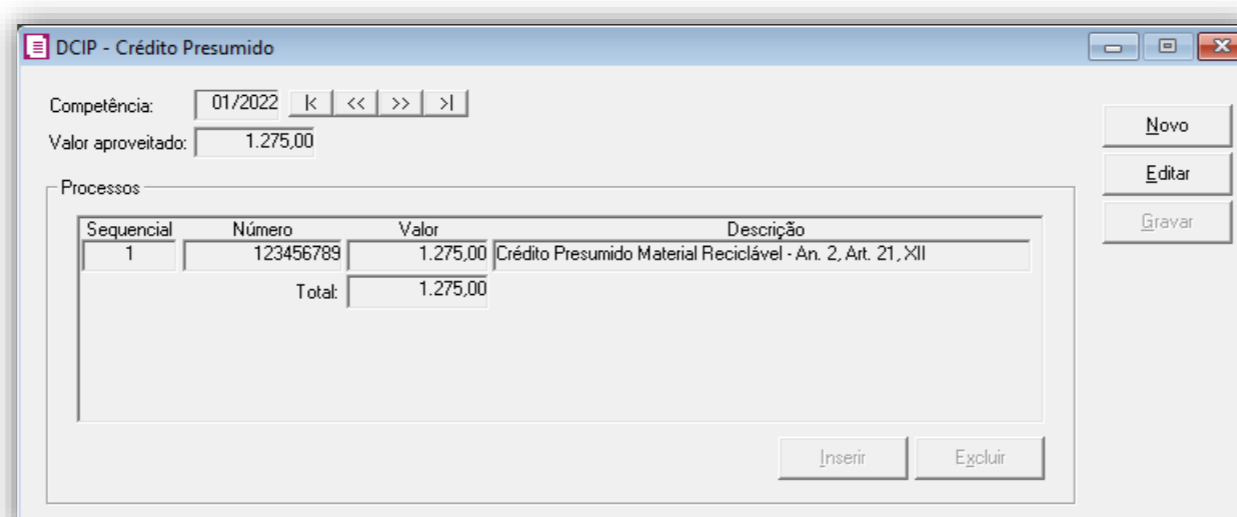 DCIP - Crédito Presumido
Competência: 01/2022 |< << >> >|
Valor aproveitado: 1.275,00
Novo
Editar
Gravar
Processos
Sequencial Número Valor Descrição
1 123456789 1.275,00 Crédito Presumido Material Reciclável - An. 2, Art. 21, XII
Total: 1.275,00
Inserir Excluir